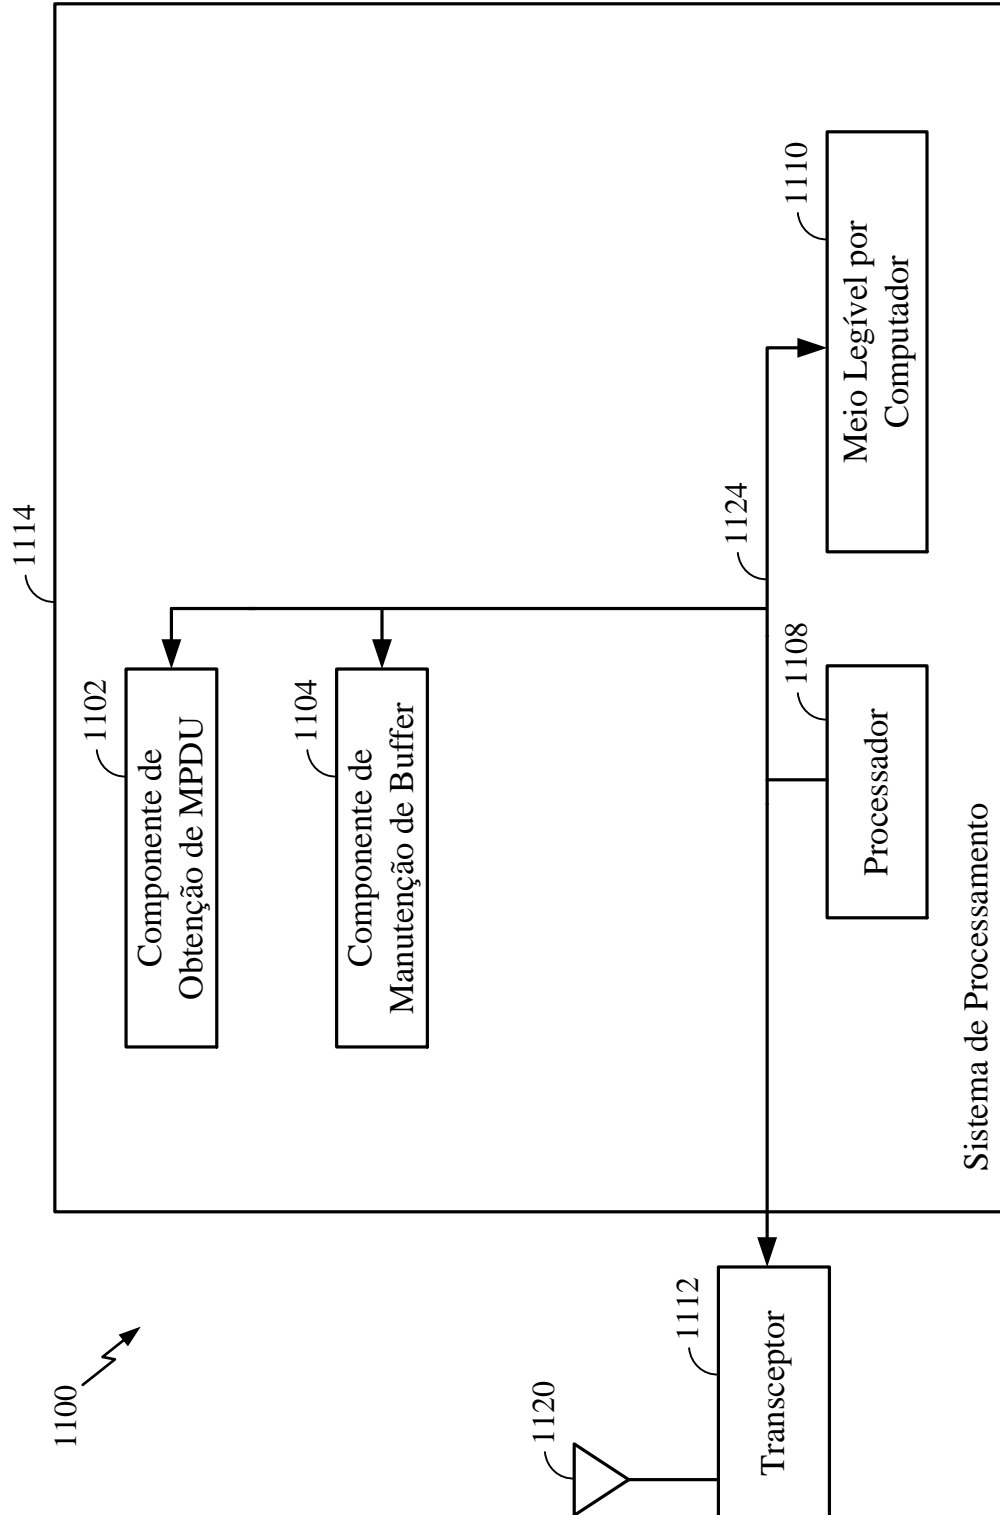 1100
1114
1120
1112
Transceptor
1102
Componente de
Obtenção de MPDU
1104
Componente de
Manutenção de Buffer
1124
1108
Processador
1110
Meio Legível por
Computador
Sistema de Processamento